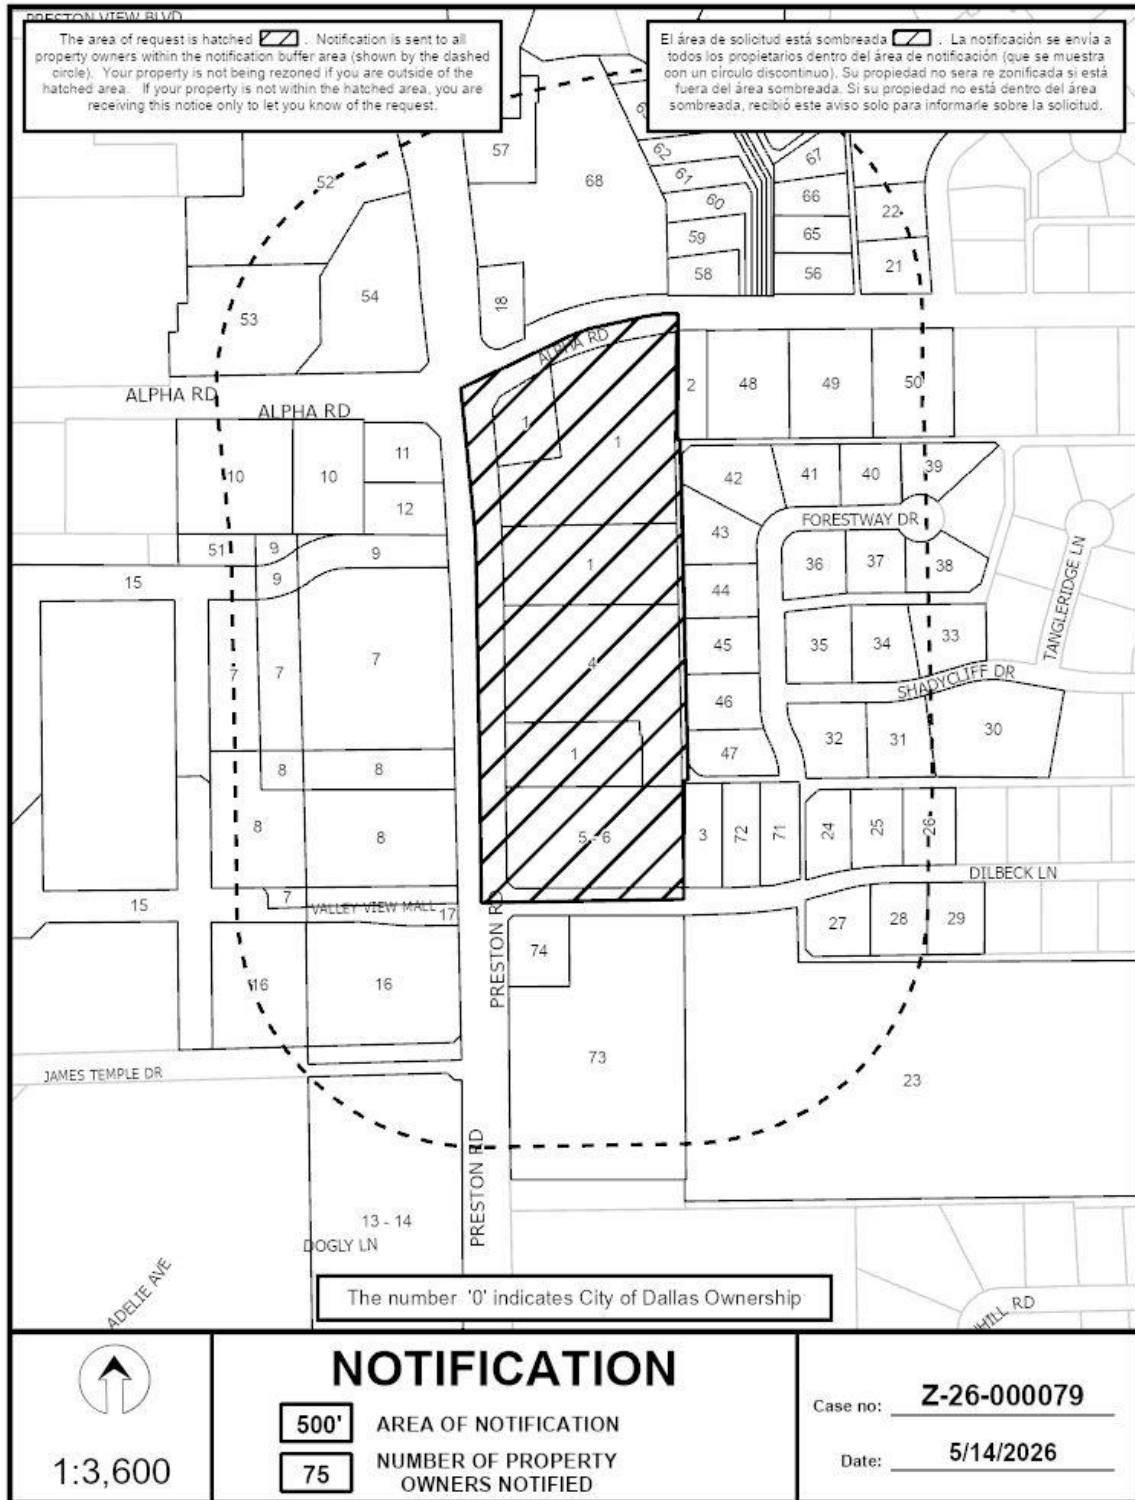 PRESTON VIEW BLVD
The area of request is hatched . Notification is sent to all
property owners within the notification buffer area (shown by the dashed
circle). Your property is not being rezoned if you are outside of the
hatched area. If your property is not within the hatched area, you are
receiving this notice only to let you know of the request.
El área de solicitud está sombreada . La notificación se envía a
todos los propietarios dentro del área de notificación (que se muestra
con un círculo discontinuo). Su propiedad no sera re zonificada si está
fuera del área sombreada. Si su propiedad no está dentro del área
sombreada, recibió este aviso solo para informarle sobre la solicitud.
57
52
68
62
61
60
59
58
67
66
65
56
22
21
54
53
18
ALPHA RD
ALPHA RD
ALPHA RD
2
48
49
50
1
1
11
10
10
12
42
41
40
39
43
FORESTWAY DR
51
9
9
9
15
1
36
37
38
44
TANGLERIDGE LN
7
7
7
4
45
35
34
33
SHADYCLIFF DR
46
47
32
31
30
8
8
1
8
8
5 - 6
3
72
71
24
25
26
DILBECK LN
15
7
VALLEY VIEW MALL
17
PRESTON RD
74
27
28
29
16
16
73
23
JAMES TEMPLE DR
PRESTON RD
13 - 14
DOGLY LN
ADELIE AVE
HILL RD
The number '0' indicates City of Dallas Ownership
1:3,600
NOTIFICATION
500' AREA OF NOTIFICATION
75 NUMBER OF PROPERTY
OWNERS NOTIFIED
Case no: Z-26-000079
Date: 5/14/2026